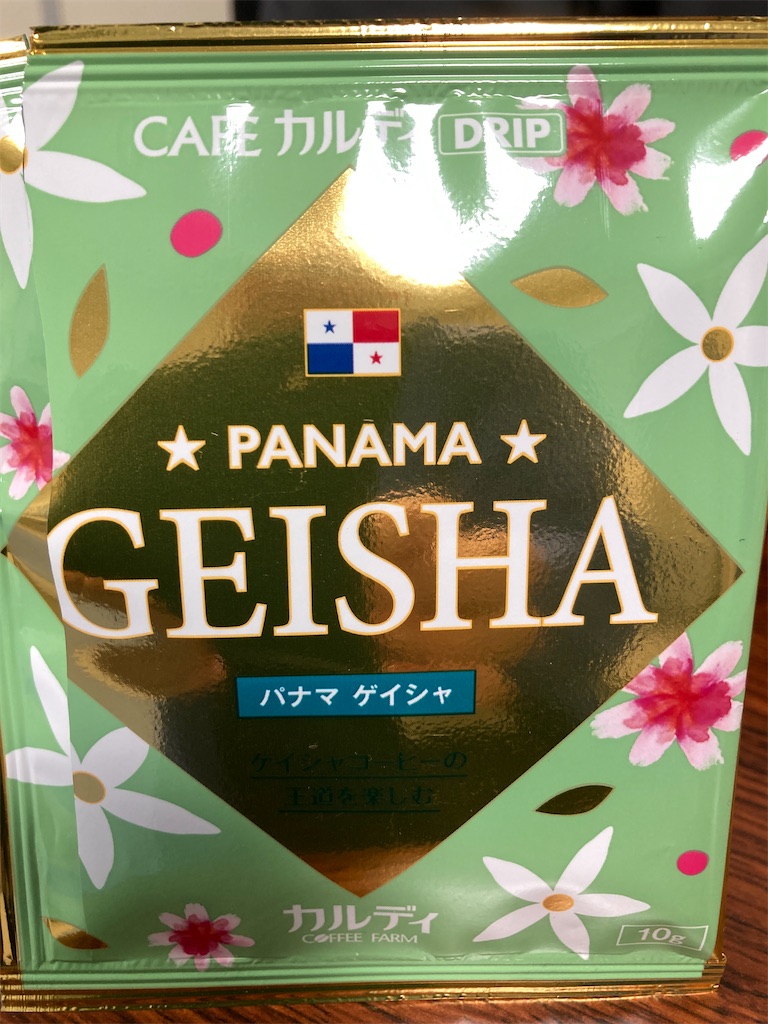 CAFE カルディ DRIP
PANAMA
GEISHA
パナマ ゲイシャ
ゲイシャコーヒーの
王道を楽しむ
カルディ
COFFEE FARM
10g